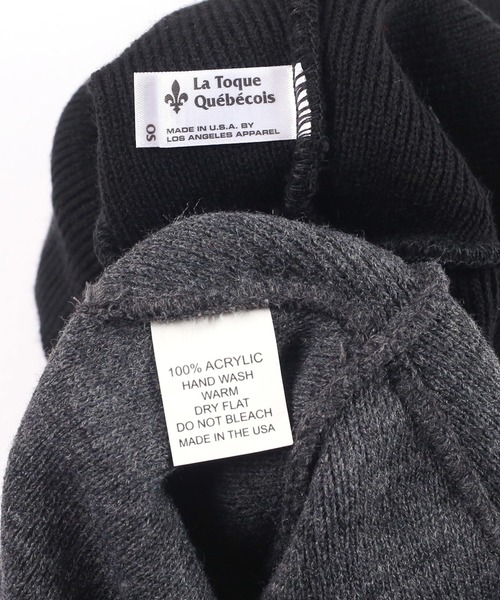 La Toque
Québécois
OS
MADE IN U.S.A. BY
LOS ANGELES APPAREL
100% ACRYLIC
HAND WASH
WARM
DRY FLAT
DO NOT BLEACH
MADE IN THE USA